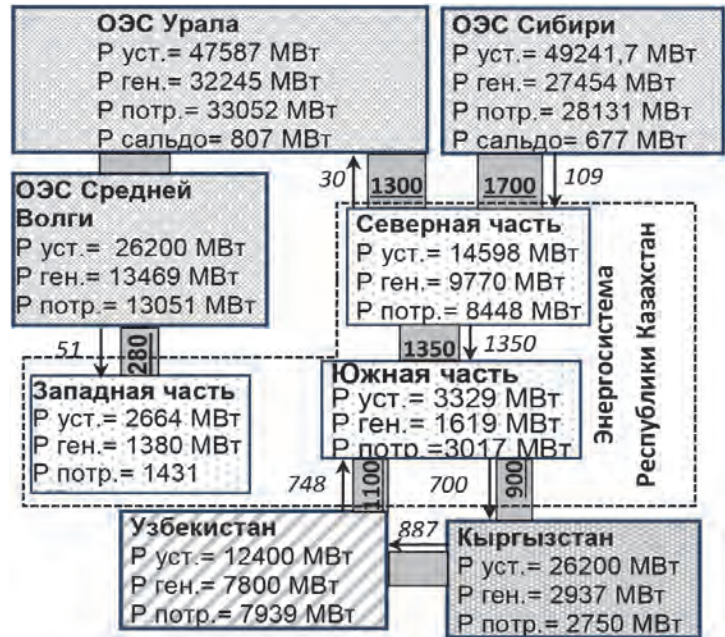 ОЭС Урала
Р уст.= 47587 МВт
Р ген.= 32245 МВт
Р потр.= 33052 МВт
Р сальдо= 807 МВт
ОЭС Сибири
Р уст.= 49241,7 МВт
Р ген.= 27454 МВт
Р потр.= 28131 МВт
Р сальдо= 677 МВт
30
1300
1700
109
ОЭС Средней
Волги
Р уст.= 26200 МВт
Р ген.= 13469 МВт
Р потр.= 13051 МВт
Северная часть
Р уст.= 14598 МВт
Р ген.= 9770 МВт
Р потр.= 8448 МВт
Энергосистема
Республики Казахстан
51
280
1350
1350
Западная часть
Р уст.= 2664 МВт
Р ген.= 1380 МВт
Р потр.= 1431
Южная часть
Р уст.= 3329 МВт
Р ген.= 1619 МВт
Р потр.=3017 МВт
748
1100
700
900
Узбекистан
Р уст.= 12400 МВт
Р ген.= 7800 МВт
Р потр.= 7939 МВт
887
Кыргызстан
Р уст.= 26200 МВт
Р ген.= 2937 МВт
Р потр.= 2750 МВт